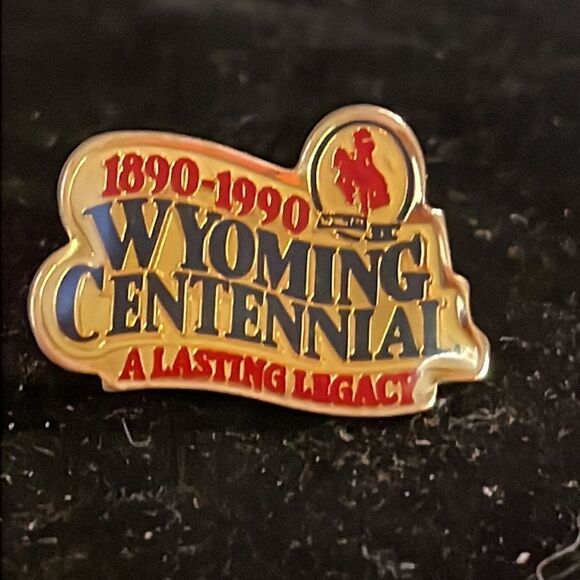 1890-1990
WYOMING
CENTENNIAL
A LASTING LEGACY